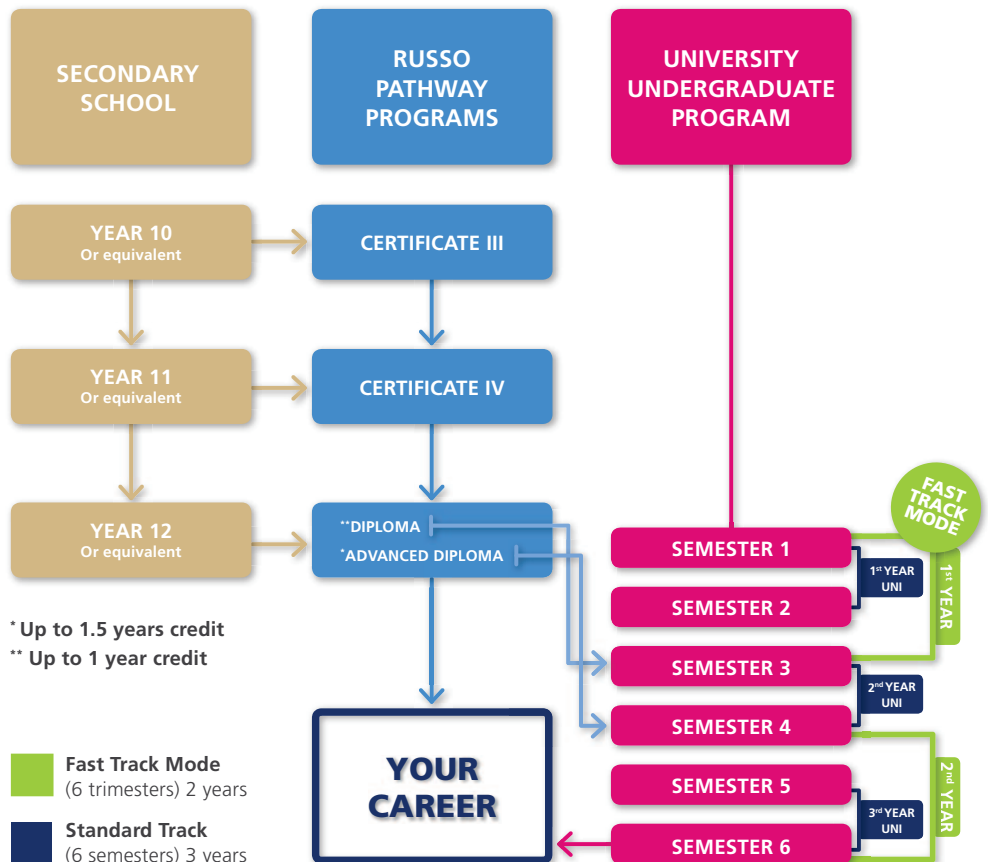 SECONDARY
SCHOOL
RUSSO
PATHWAY
PROGRAMS
UNIVERSITY
UNDERGRADUATE
PROGRAM
YEAR 10
Or equivalent
CERTIFICATE III
YEAR 11
Or equivalent
CERTIFICATE IV
YEAR 12
Or equivalent
**DIPLOMA
*ADVANCED DIPLOMA
FAST
TRACK
MODE
SEMESTER 1
1st YEAR
UNI
1st YEAR
SEMESTER 2
SEMESTER 3
2nd YEAR
UNI
SEMESTER 4
SEMESTER 5
3rd YEAR
UNI
2nd YEAR
SEMESTER 6
* Up to 1.5 years credit
** Up to 1 year credit
YOUR
CAREER
Fast Track Mode
(6 trimesters) 2 years
Standard Track
(6 semesters) 3 years